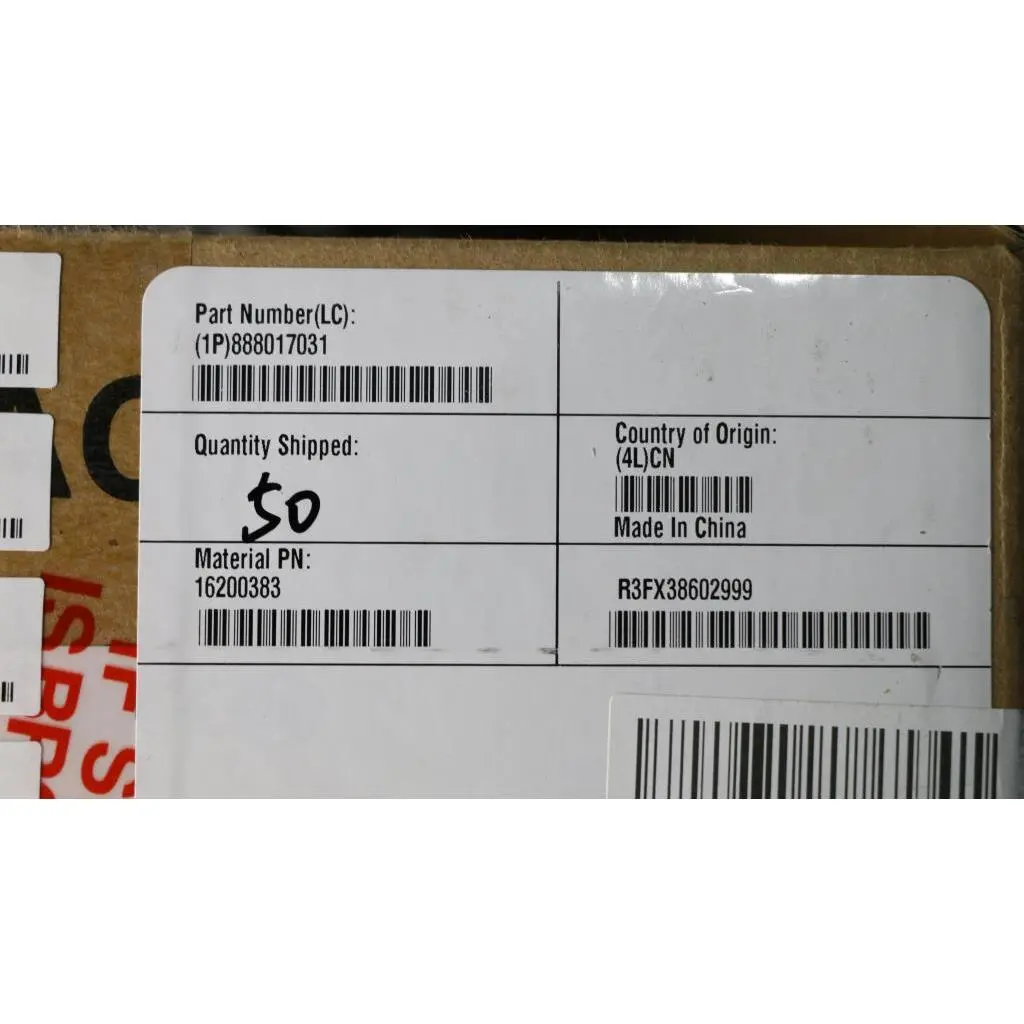 Part Number(LC):
(1P)888017031
Quantity Shipped:
50
Country of Origin:
(4L)CN
Made In China
Material PN:
16200383
R3FX38602999